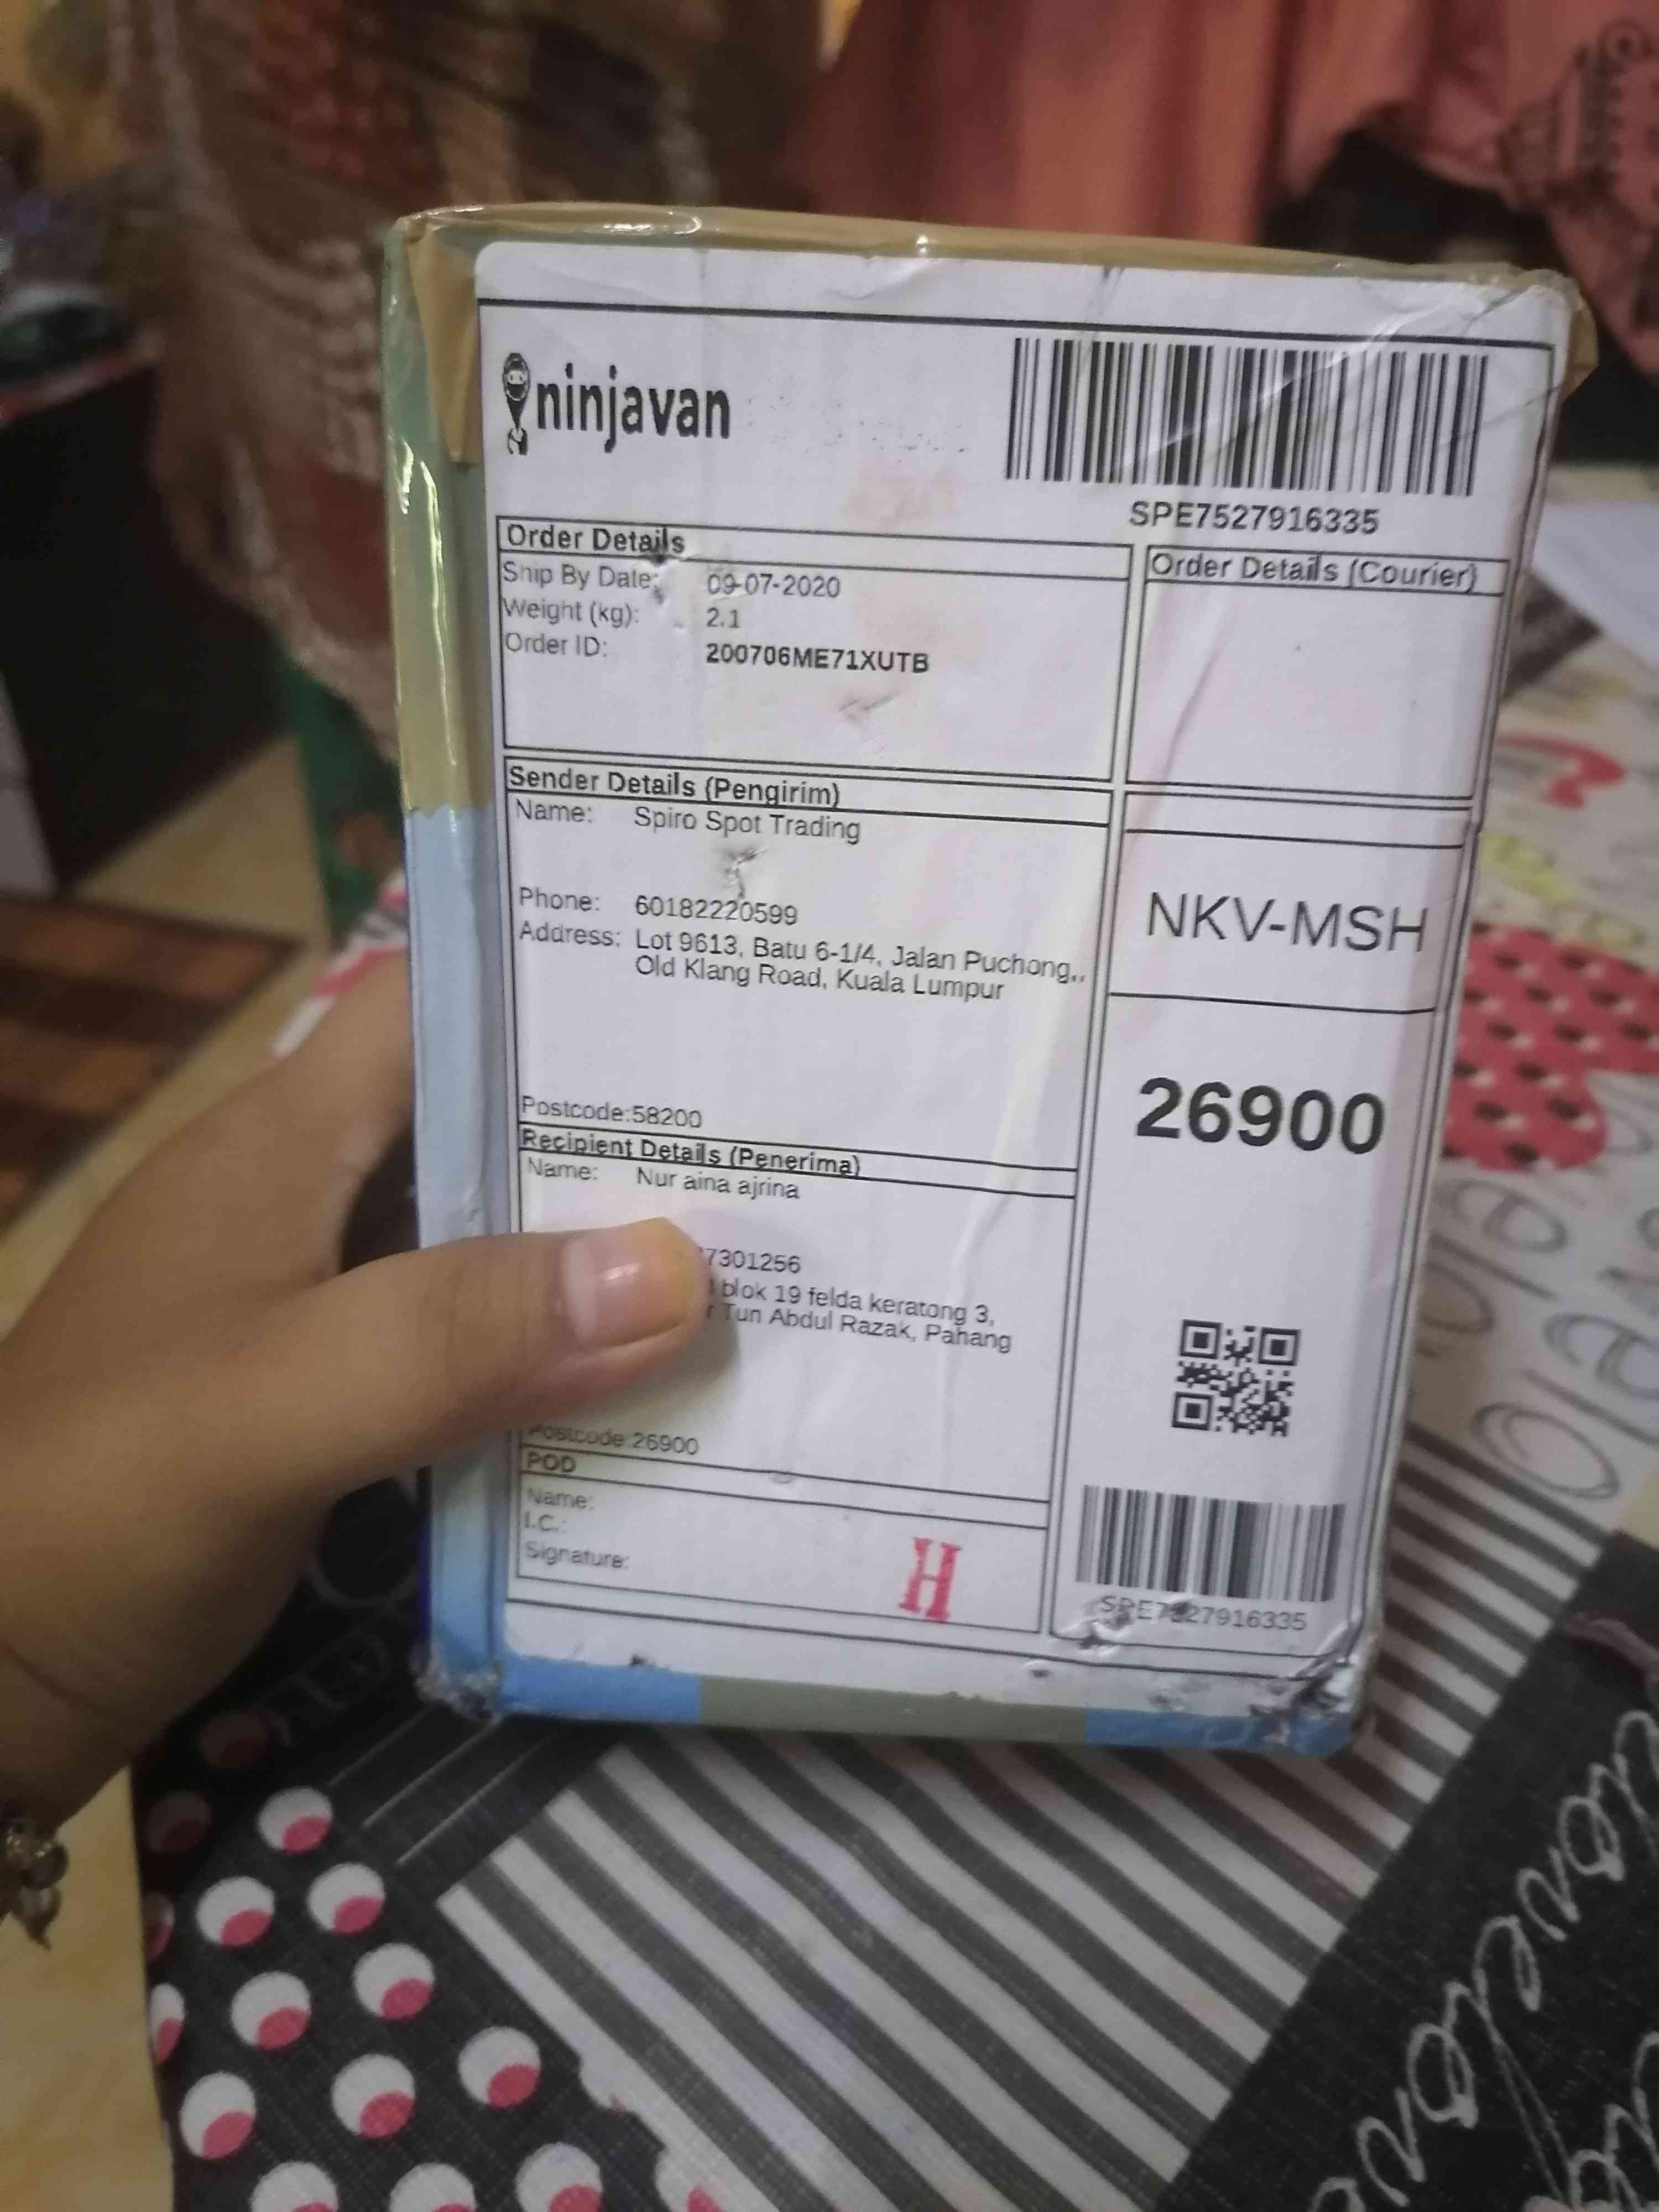 ninjavan
SPE7527916335
Order Details
Ship By Date: 09-07-2020
Weight (kg): 2.1
Order ID: 200706ME71XUTB
Order Details (Courier)
Sender Details (Pengirim)
Name: Spiro Spot Trading
Phone: 60182220599
Address: Lot 9613, Batu 6-1/4, Jalan Puchong,,
Old Klang Road, Kuala Lumpur
Postcode:58200
NKV-MSH
26900
Recipient Details (Penerima)
Name: Nur aina ajrina
7301256
blok 19 felda keratong 3,
Tun Abdul Razak, Pahang
Postcode:26900
POD
Name:
I.C.:
Signature:
H
SPE7527916335